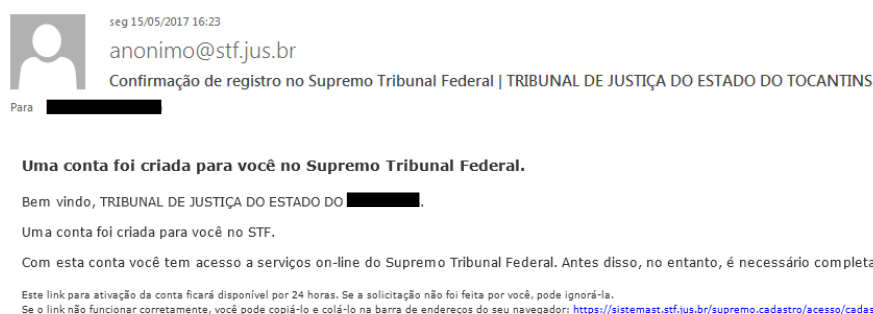 seg 15/05/2017 16:23
anonimo@stf.jus.br
Confirmação de registro no Supremo Tribunal Federal | TRIBUNAL DE JUSTIÇA DO ESTADO DO TOCANTINS
Para
Uma conta foi criada para você no Supremo Tribunal Federal.
Bem vindo, TRIBUNAL DE JUSTIÇA DO ESTADO DO .
Uma conta foi criada para você no STF.
Com esta conta você tem acesso a serviços on-line do Supremo Tribunal Federal. Antes disso, no entanto, é necessário completa
Este link para ativação da conta ficará disponível por 24 horas. Se a solicitação não foi feita por você, pode ignorá-la.
Se o link não funcionar corretamente, você pode copiá-lo e colá-lo na barra de endereços do seu navegador: https://sistemast.stf.jus.br/supremo.cadastro/acesso/cadas